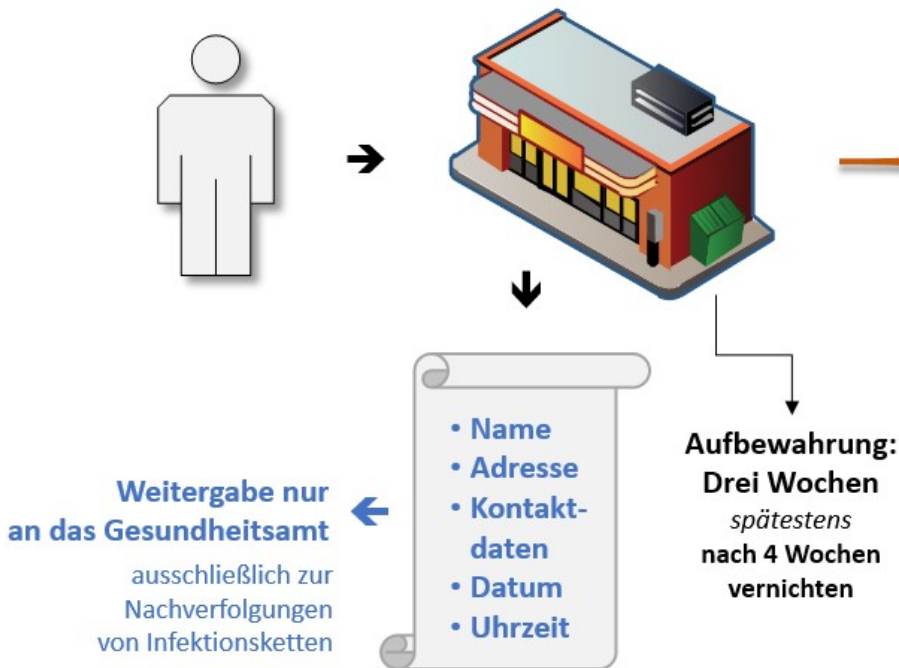 • Name
• Adresse
• Kontakt-
daten
• Datum
• Uhrzeit
Weitergabe nur
an das Gesundheitsamt
ausschließlich zur
Nachverfolgungen
von Infektionsketten
Aufbewahrung:
Drei Wochen
spätestens
nach 4 Wochen
vernichten